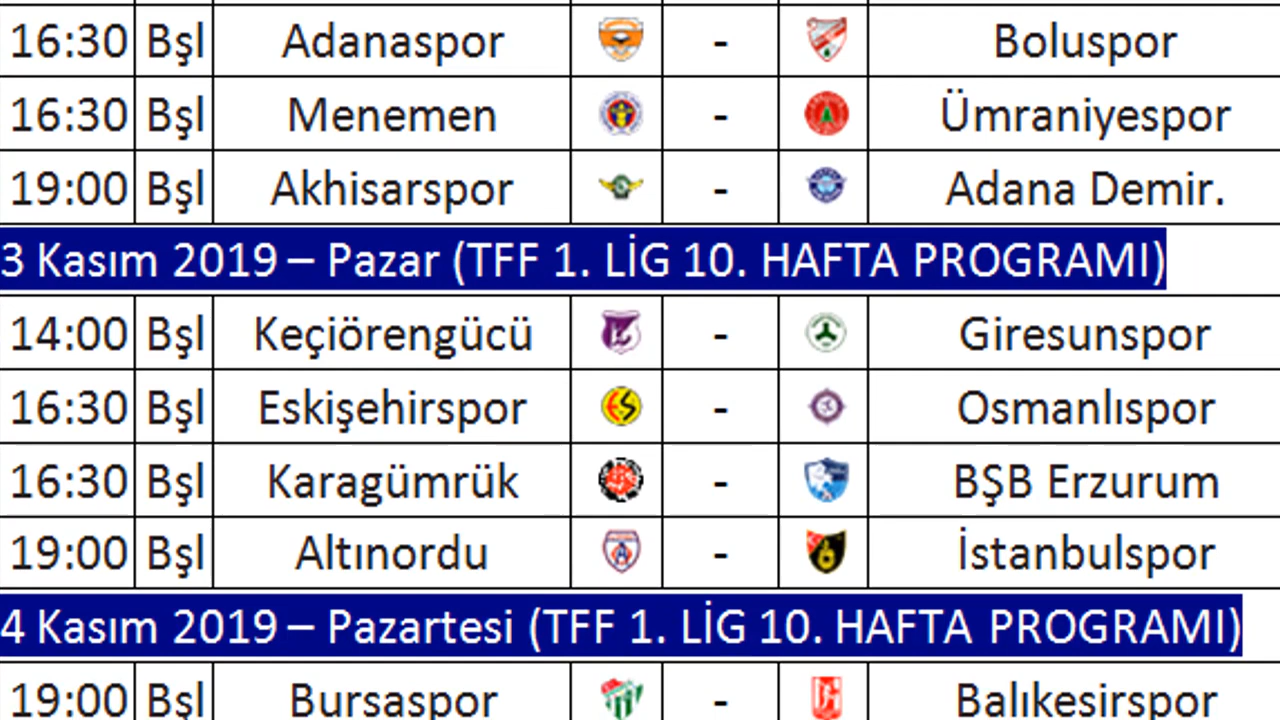 16:30 Bşl Adanaspor - Boluspor
16:30 Bşl Menemen - Ümraniyespor
19:00 Bşl Akhisarspor - Adana Demir.
3 Kasım 2019 – Pazar (TFF 1. LİG 10. HAFTA PROGRAMI)
14:00 Bşl Keçiörengücü - Giresunspor
16:30 Bşl Eskişehirspor - Osmanlıspor
16:30 Bşl Karagümrük - BŞB Erzurum
19:00 Bşl Altınordu - İstanbulspor
4 Kasım 2019 – Pazartesi (TFF 1. LİG 10. HAFTA PROGRAMI)
19:00 Bşl Bursaspor - Balıkesirspor